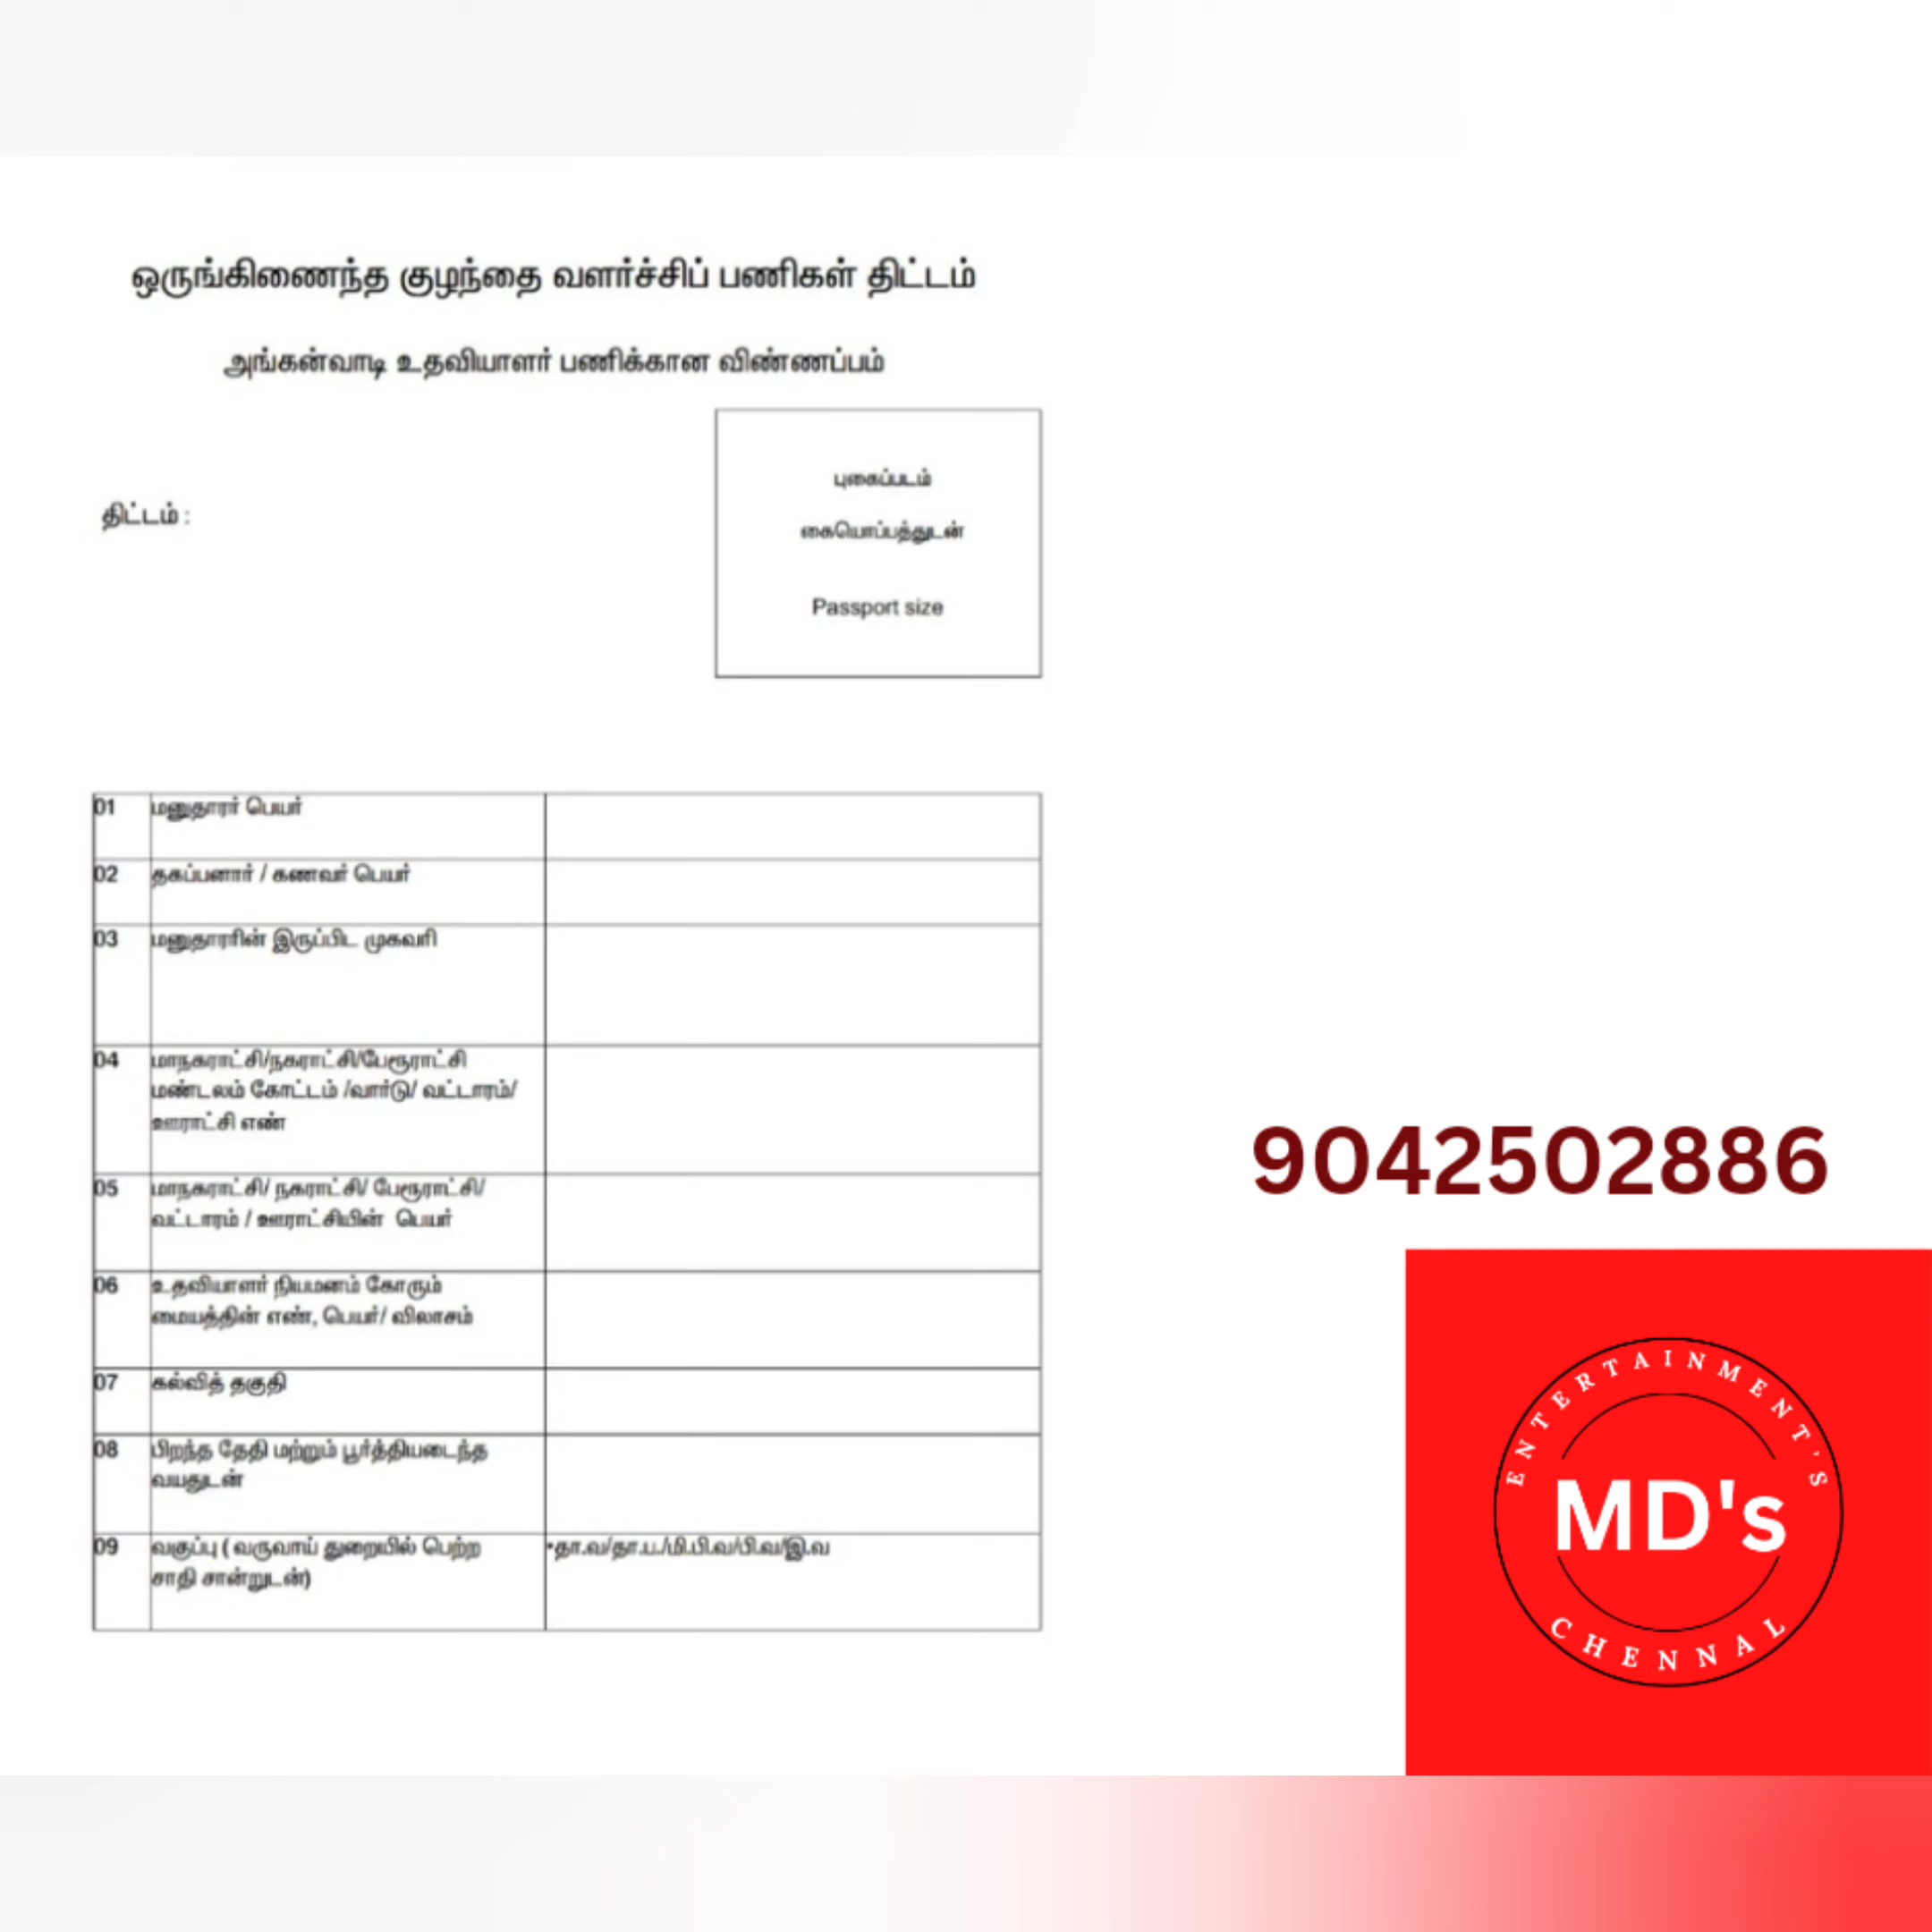 ஒருங்கிணைந்த குழந்தை வளர்ச்சிப் பணிகள் திட்டம்
அங்கன்வாடி உதவியாளர் பணிக்கான விண்ணப்பம்
புகைப்படம்
கையொப்பத்துடன்
Passport size
திட்டம் :
01 மனுதாரர் பெயர்
02 தகப்பனார் / கணவர் பெயர்
03 மனுதாரரின் இருப்பிட முகவரி
04 மாநகராட்சி/நகராட்சி/பேரூராட்சி
மண்டலம் கோட்டம் /வார்டு/ வட்டாரம்/
ஊராட்சி எண்
05 மாநகராட்சி/ நகராட்சி/ பேரூராட்சி/
வட்டாரம் / ஊராட்சியின் பெயர்
06 உதவியாளர் நியமனம் கோரும்
மையத்தின் எண், பெயர்/ விலாசம்
07 கல்வித் தகுதி
08 பிறந்த தேதி மற்றும் பூர்த்தியடைந்த
வயதுடன்
09 வகுப்பு ( வருவாய் துறையில் பெற்ற
சாதி சான்றுடன்)
•தா.வ/தா.ப./மி.பி.வ/பி.வ/இ.வ
9042502886
ENTERTAINMENT'S
MD's
CHENNAL